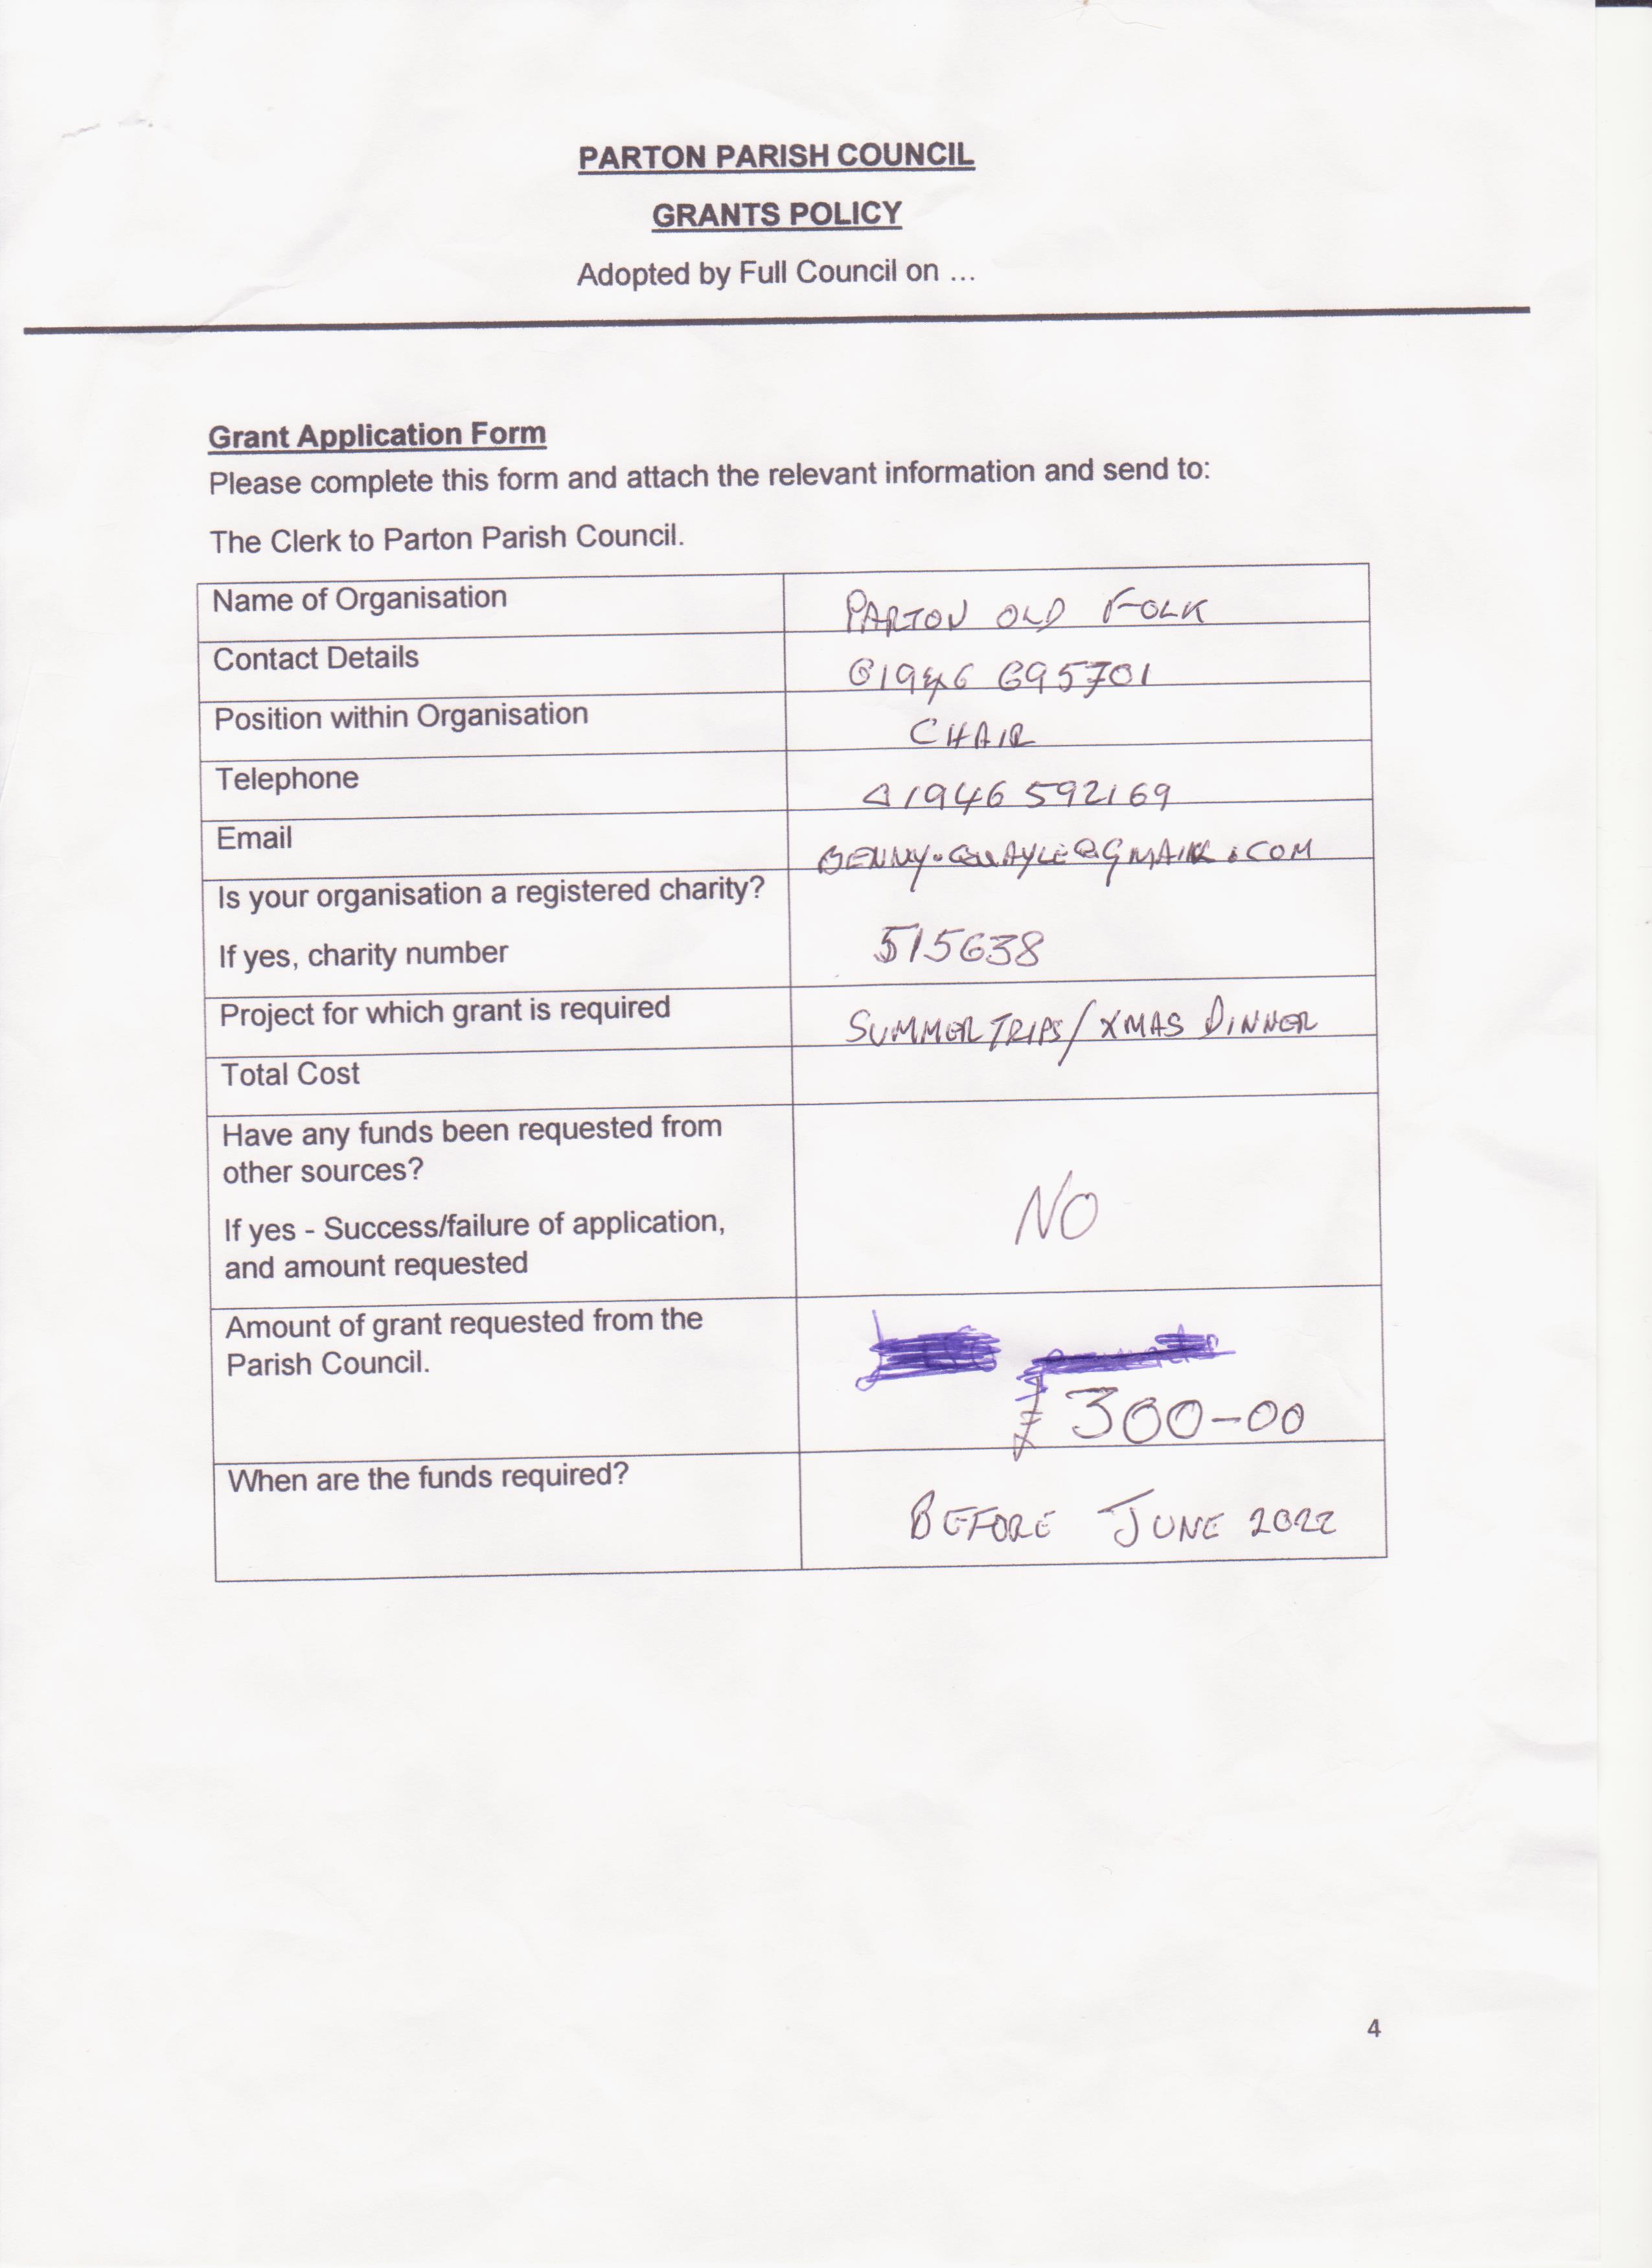 PARTON PARISH COUNCIL
GRANTS POLICY
Adopted by Full Council on ...
Grant Application Form
Please complete this form and attach the relevant information and send to:
The Clerk to Parton Parish Council.
Name of Organisation PARTON OLD FOLK
Contact Details 01946 695701
Position within Organisation CHAIR
Telephone 01946 592169
Email BENNY.QUAYLE@GMAIL.COM
Is your organisation a registered charity?
If yes, charity number 515638
Project for which grant is required SUMMER TRIPS/XMAS DINNER
Total Cost
Have any funds been requested from
other sources?
NO
If yes - Success/failure of application,
and amount requested
Amount of grant requested from the
Parish Council.
£300-00
When are the funds required?
BEFORE JUNE 2022
4